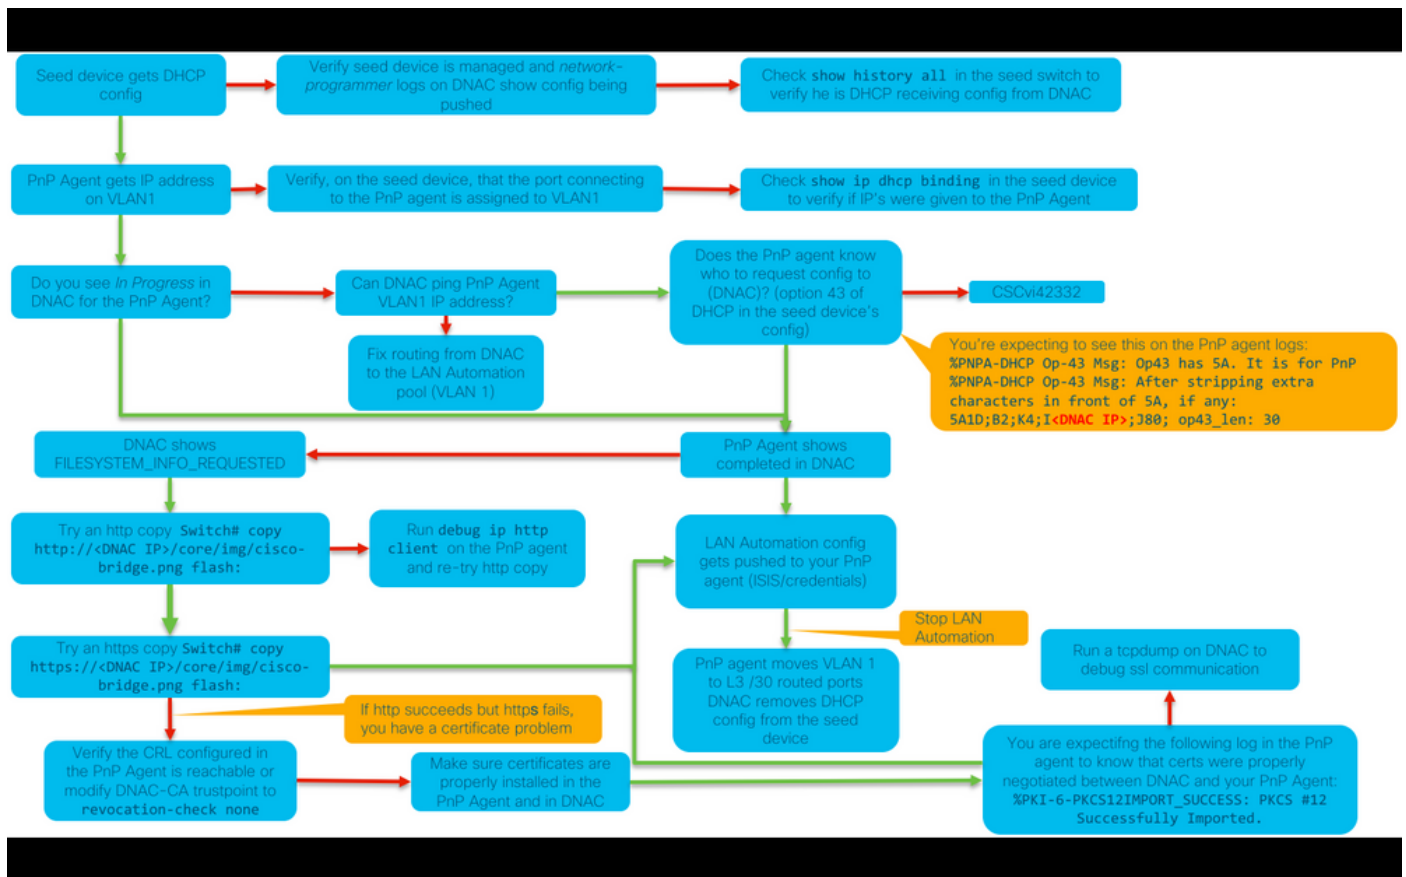 Seed device gets DHCP
config
Verify seed device is managed and network-
programmer logs on DNAC show config being
pushed
Check show history all in the seed switch to
verify he is DHCP receiving config from DNAC
PnP Agent gets IP address
on VLAN1
Verify, on the seed device, that the port connecting
to the PnP agent is assigned to VLAN1
Check show ip dhcp binding in the seed device
to verify if IP's were given to the PnP Agent
Do you see In Progress in
DNAC for the PnP Agent?
Can DNAC ping PnP Agent
VLAN1 IP address?
Does the PnP agent know
who to request config to
(DNAC)? (option 43 of
DHCP in the seed device's
config)
CSCvi42332
Fix routing from DNAC
to the LAN Automation
pool (VLAN 1)
You're expecting to see this on the PnP agent logs:
%PNPA-DHCP Op-43 Msg: Op43 has 5A. It is for PnP
%PNPA-DHCP Op-43 Msg: After stripping extra
characters in front of 5A, if any:
5A1D;B2;K4;I<DNAC IP>;J80; op43_len: 30
DNAC shows
FILESYSTEM_INFO_REQUESTED
PnP Agent shows
completed in DNAC
Try an http copy Switch# copy
http://<DNAC IP>/core/img/cisco-
bridge.png flash:
Run debug ip http
client on the PnP agent
and re-try http copy
LAN Automation config
gets pushed to your PnP
agent (ISIS/credentials)
Stop LAN
Automation
Try an https copy Switch# copy
https://<DNAC IP>/core/img/cisco-
bridge.png flash:
PnP agent moves VLAN 1
to L3 /30 routed ports
DNAC removes DHCP
config from the seed
device
Run a tcpdump on DNAC to
debug ssl communication
If http succeeds but https fails,
you have a certificate problem
Verify the CRL configured in
the PnP Agent is reachable or
modify DNAC-CA trustpoint to
revocation-check none
Make sure certificates are
properly installed in the
PnP Agent and in DNAC
You are expectifng the following log in the PnP
agent to know that certs were properly
negotiated between DNAC and your PnP Agent:
%PKI-6-PKCS12IMPORT_SUCCESS: PKCS #12
Successfully Imported.